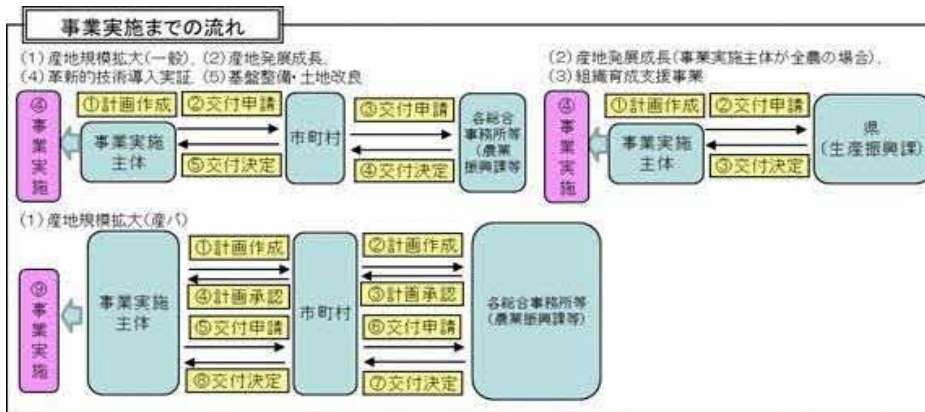 事業実施までの流れ
(1)産地規模拡大(一般), (2)産地発展成長,
(4)革新的技術導入実証, (5)基盤整備・土地改良
④事業実施
①計画作成
②交付申請
事業実施主体
⑤交付決定
市町村
③交付申請
④交付決定
各総合事務所等(農業振興課等
(2)産地発展成長(事業実施主体が全農の場合),
(3)組織育成支援事業
④事業実施
①計画作成
②交付申請
事業実施主体
③交付決定
県
(生産振興課)
(1)産地規模拡大(産パ)
⑨事業実施
事業実施主体
①計画作成
④計画承認
⑤交付申請
⑧交付決定
市町村
②計画作成
③計画承認
⑥交付申請
⑦交付決定
各総合事務所等
(農業振興課等)